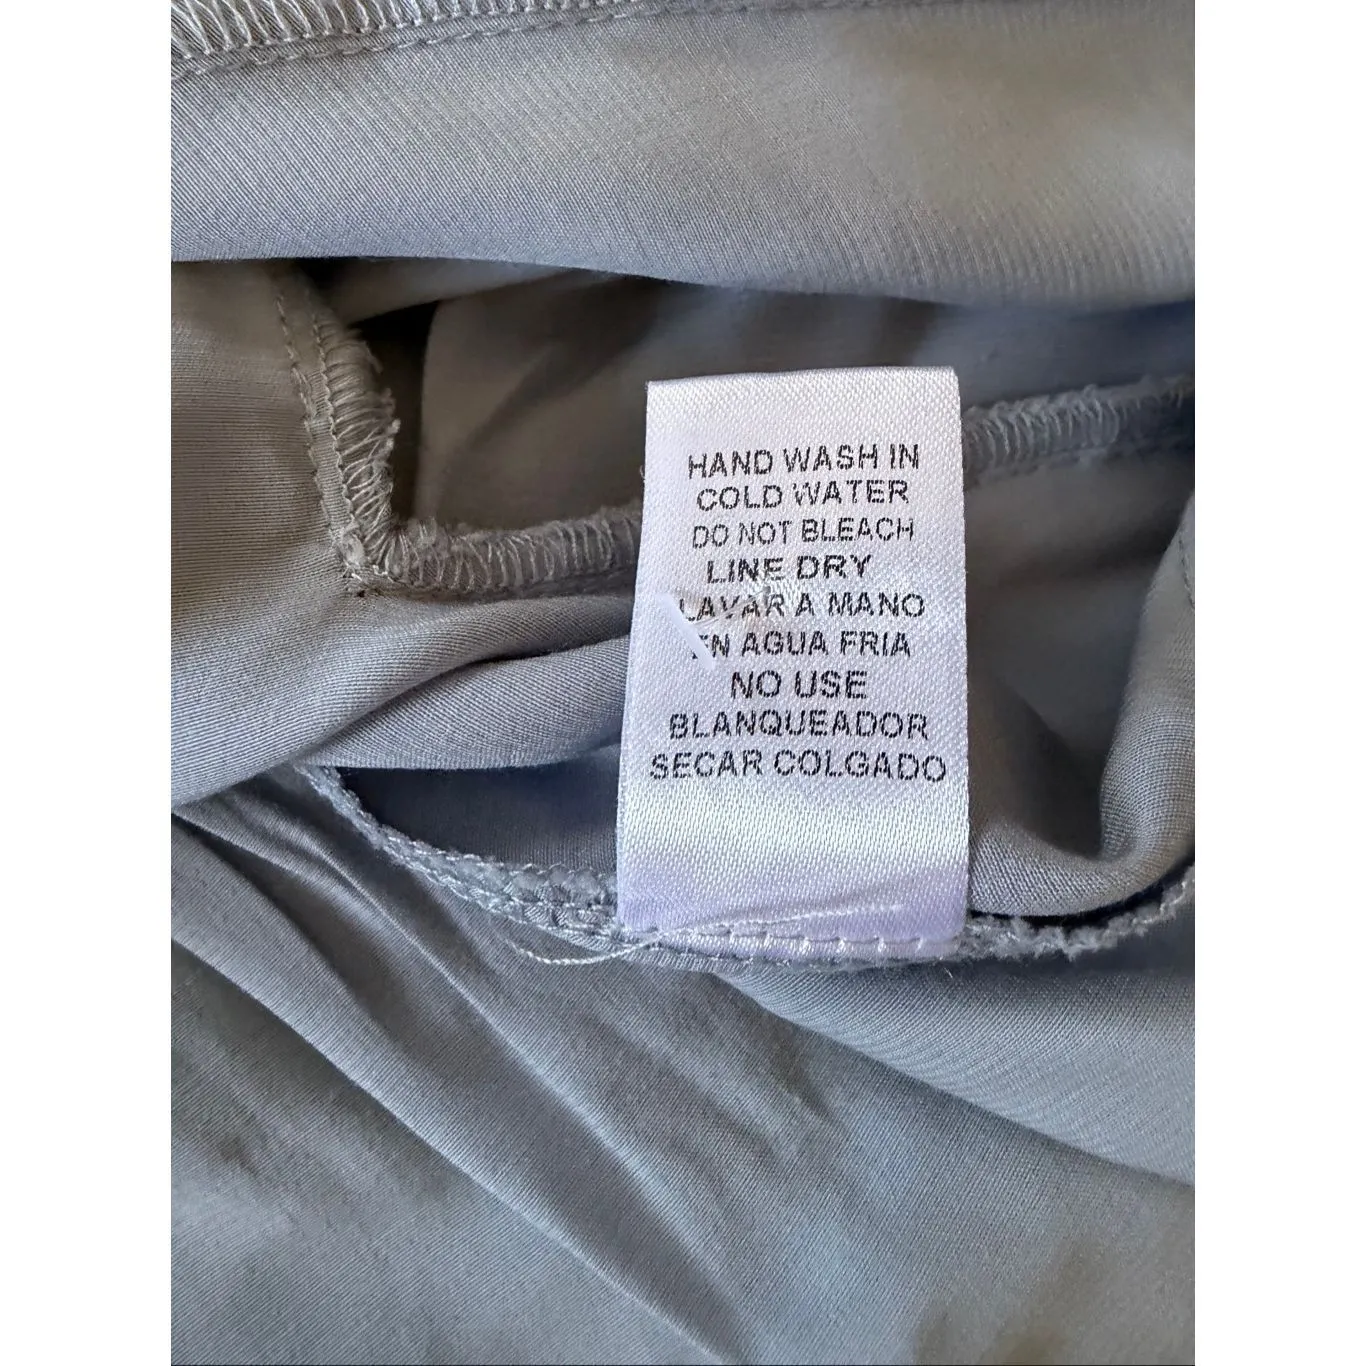 HAND WASH IN
COLD WATER
DO NOT BLEACH
LINE DRY
LAVAR A MANO
EN AGUA FRIA
NO USE
BLANQUEADOR
SECAR COLGADO